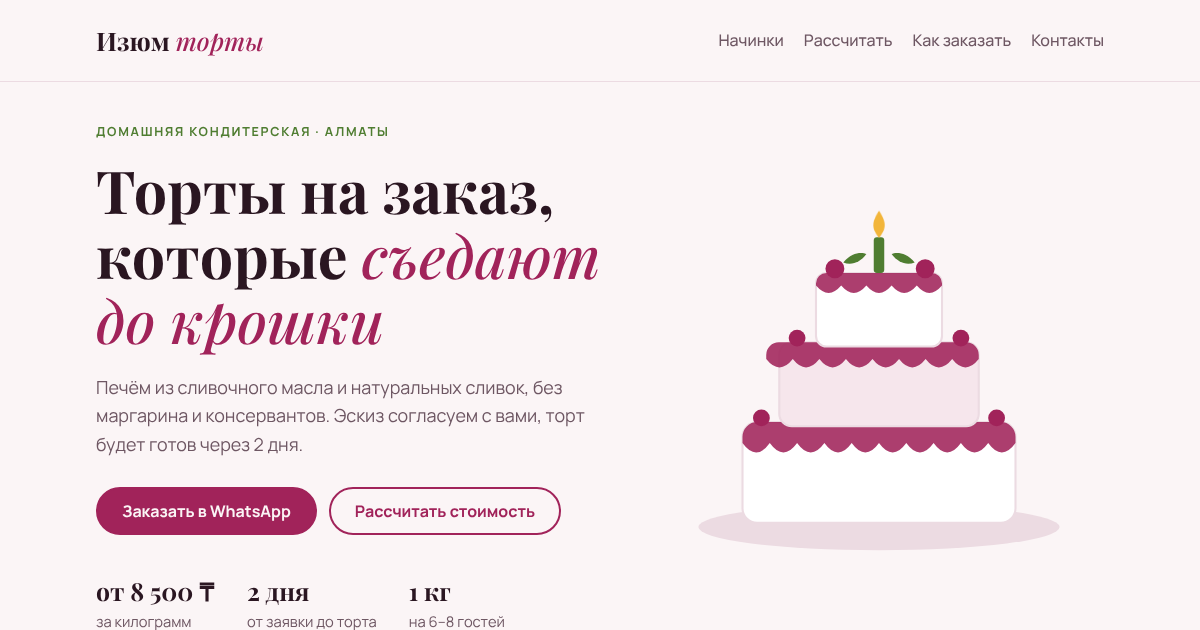 Изюм торты
Начинки Рассчитать Как заказать Контакты
ДОМАШНЯЯ КОНДИТЕРСКАЯ · АЛМАТЫ
Торты на заказ,
которые съедают
до крошки
Печём из сливочного масла и натуральных сливок, без
маргарина и консервантов. Эскиз согласуем с вами, торт
будет готов через 2 дня.
Заказать в WhatsApp
Рассчитать стоимость
от 8 500 ₸
за килограмм
2 дня
от заявки до торта
1 кг
на 6–8 гостей